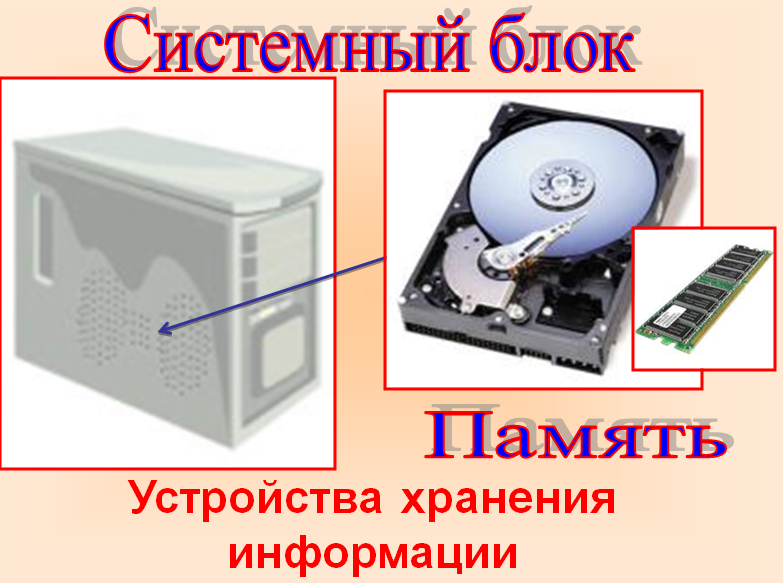 Системный блок
Память
Устройства хранения
информации